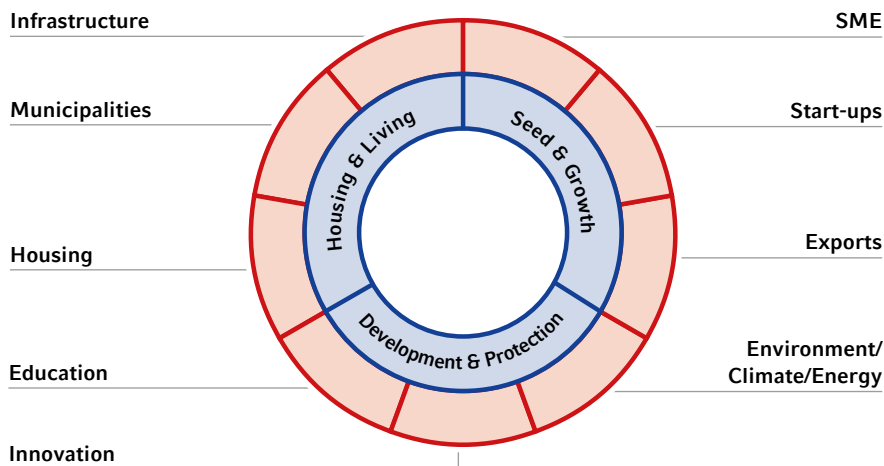 Infrastructure
SME
Municipalities
Start-ups
Housing & Living
Seed & Growth
Housing
Exports
Development & Protection
Environment/
Climate/Energy
Education
Innovation